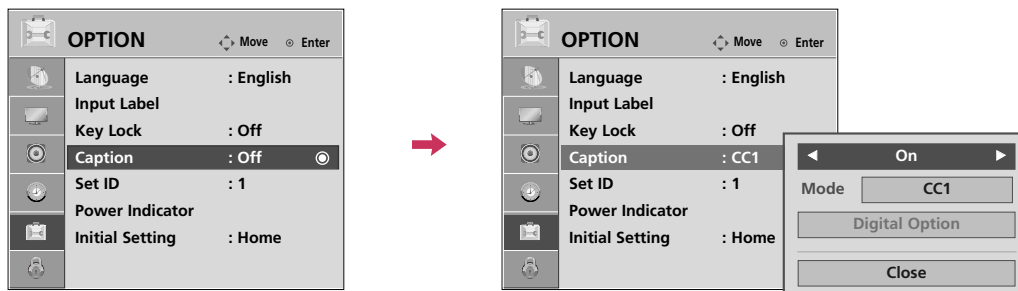 OPTION Move Enter
Language : English
Input Label
Key Lock : Off
Caption : Off
Set ID : 1
Power Indicator
Initial Setting : Home
OPTION Move Enter
Language : English
Input Label
Key Lock : Off
Caption : CC1
Set ID : 1
Power Indicator
Initial Setting : Home
On
Mode CC1
Digital Option
Close